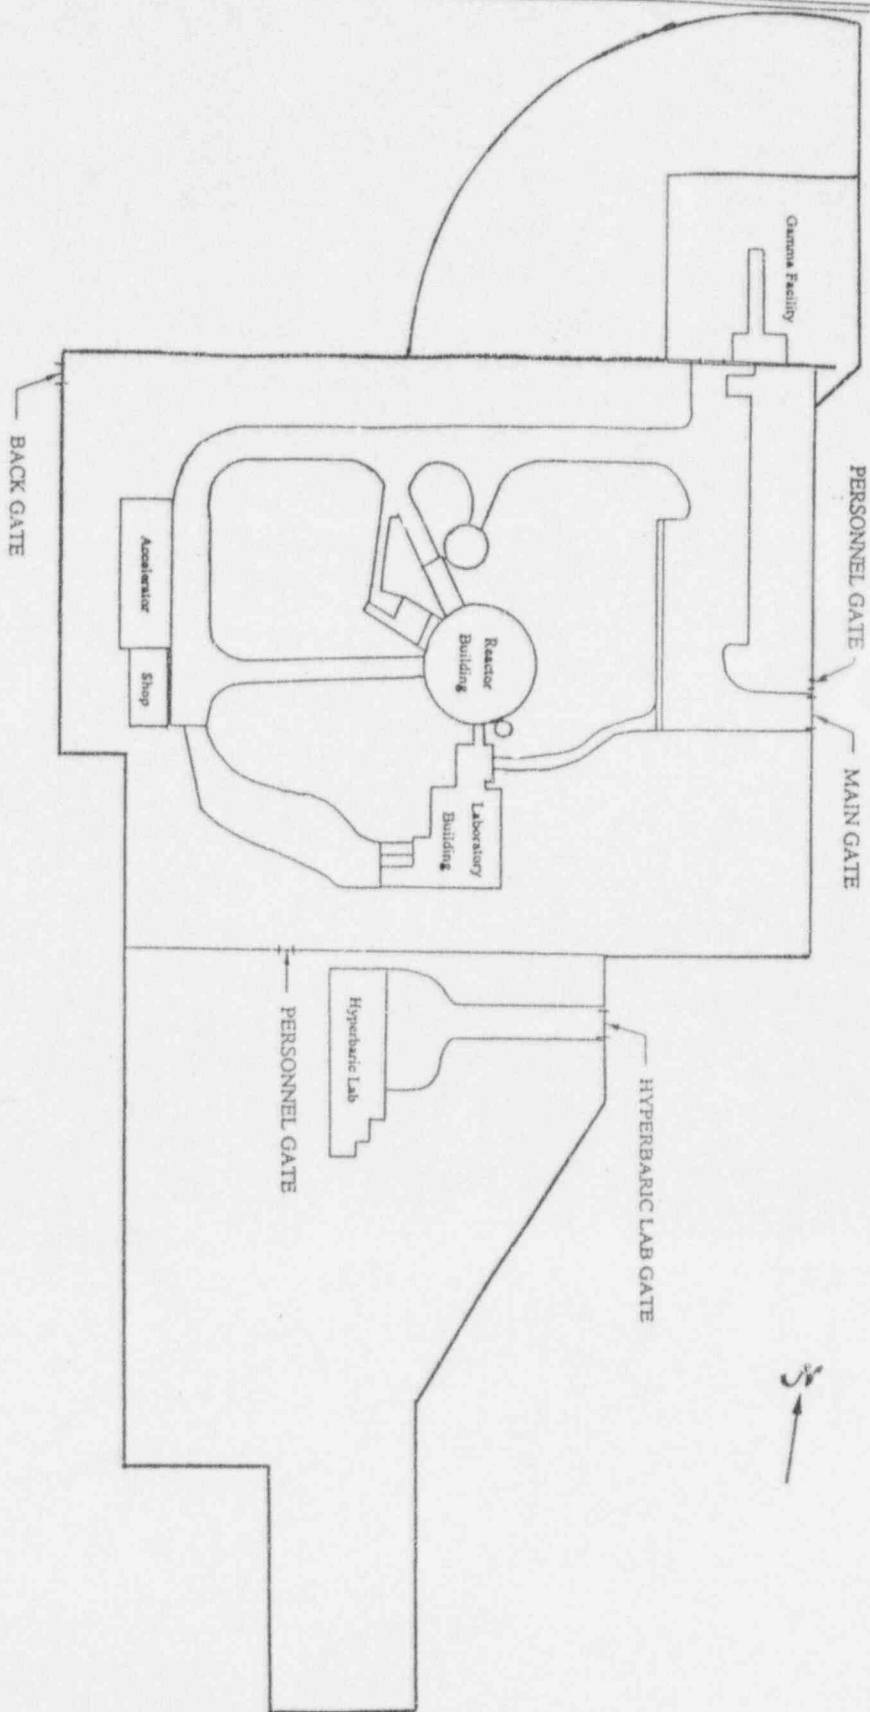 Gamma Facility
PERSONNEL GATE
MAIN GATE
BACK GATE
Accelerator
Shop
Reactor
Building
Laboratory
Building
PERSONNEL GATE
Hyperbaric Lab
HYPERBARIC LAB GATE